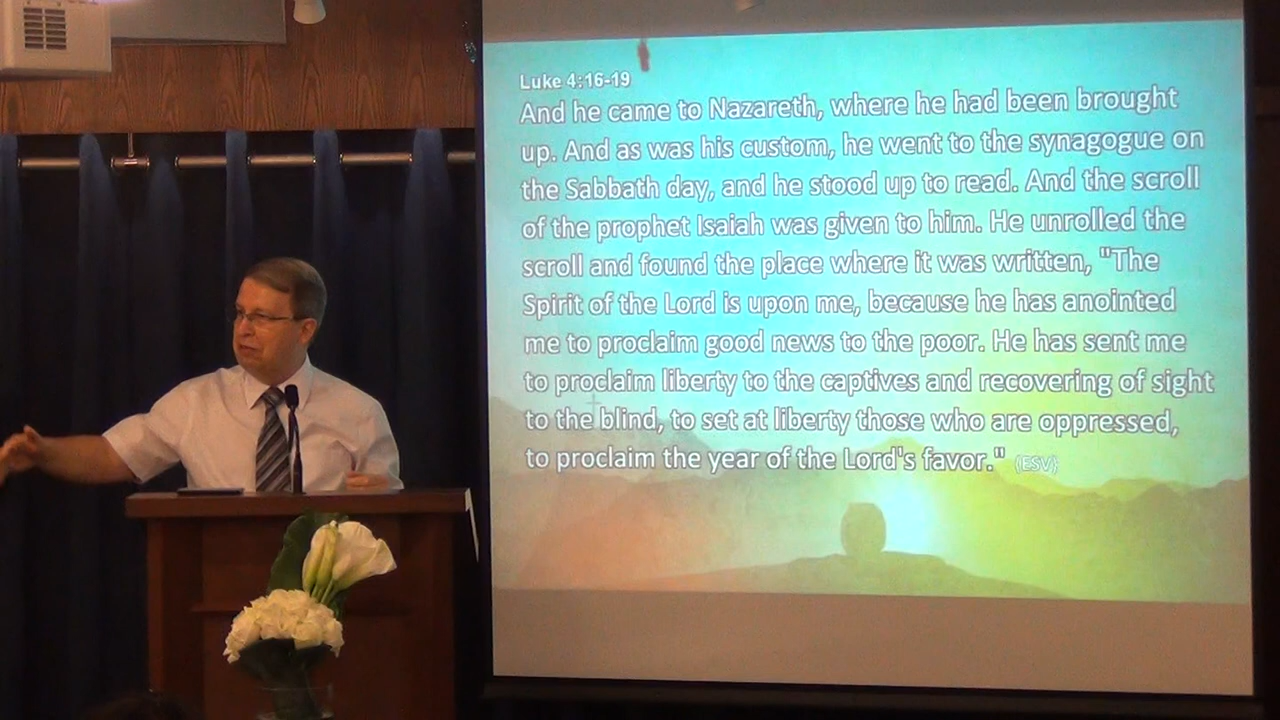 Luke 4:16-19
And he came to Nazareth, where he had been brought
up. And as was his custom, he went to the synagogue on
the Sabbath day, and he stood up to read. And the scroll
of the prophet Isaiah was given to him. He unrolled the
scroll and found the place where it was written, "The
Spirit of the Lord is upon me, because he has anointed
me to proclaim good news to the poor. He has sent me
to proclaim liberty to the captives and recovering of sight
to the blind, to set at liberty those who are oppressed,
to proclaim the year of the Lord's favor." (ESV)